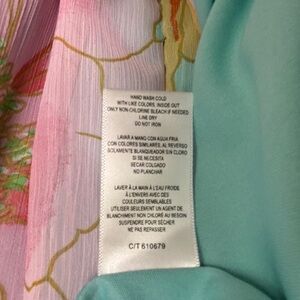 HAND WASH COLD
WITH LIKE COLORS, INSIDE OUT
ONLY NON-CHLORINE BLEACH IF NEEDED
LINE DRY
DO NOT IRON
LAVAR A MANO CON AGUA FRIA
CON COLORES SIMILARES, AL REVERSO
SOLAMENTE BLANQUEAR SIN CLORO
SI SE NECESITA
SECAR COLGADO
NO PLANCHAR
LAVER À LA MAIN À L'EAU FROIDE
À L'ENVERS AVEC DES
COULEURS SEMBLABLES
UTILISER SEULEMENT UN AGENT DE
BLANCHIMENT NON CHLORÉ AU BESOIN
SUSPENDRE POUR SÉCHER
NE PAS REPASSER
C/T 610679